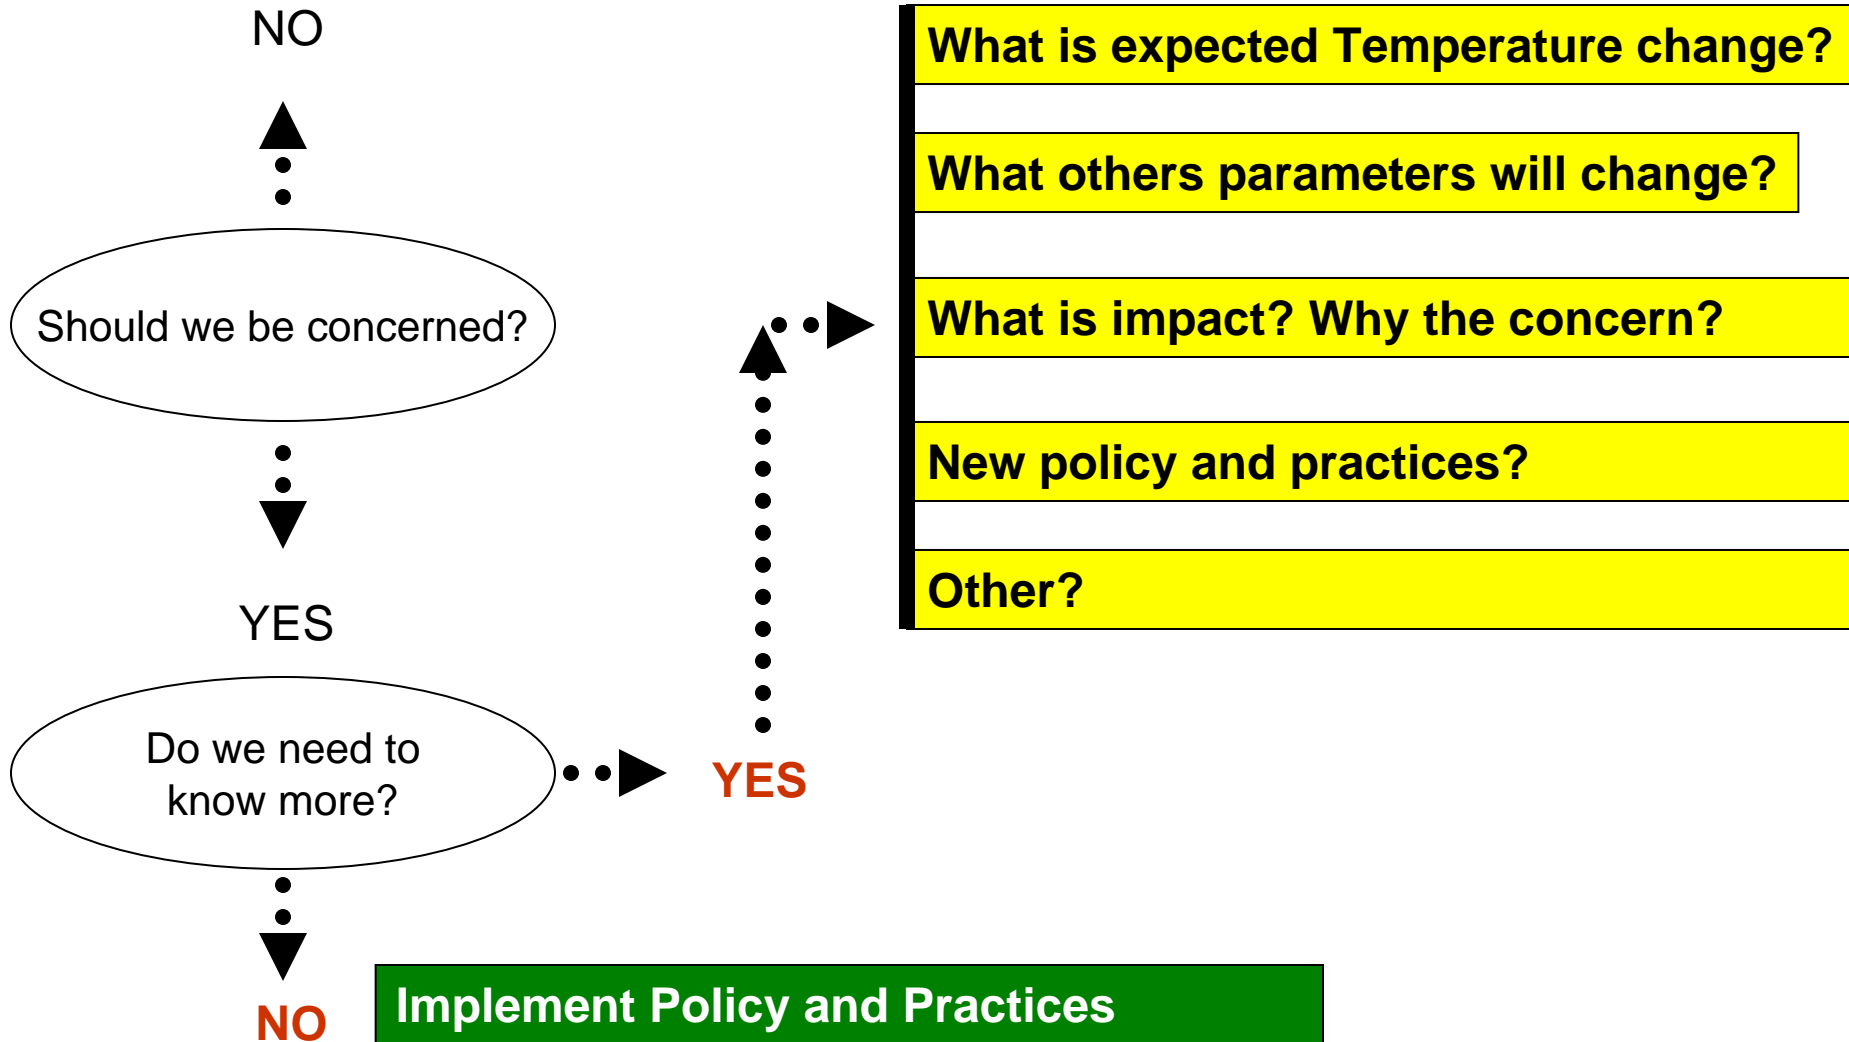 NO
Should we be concerned?
YES
Do we need to
know more?
NO
YES
What is expected Temperature change?
What others parameters will change?
What is impact? Why the concern?
New policy and practices?
Other?
Implement Policy and Practices